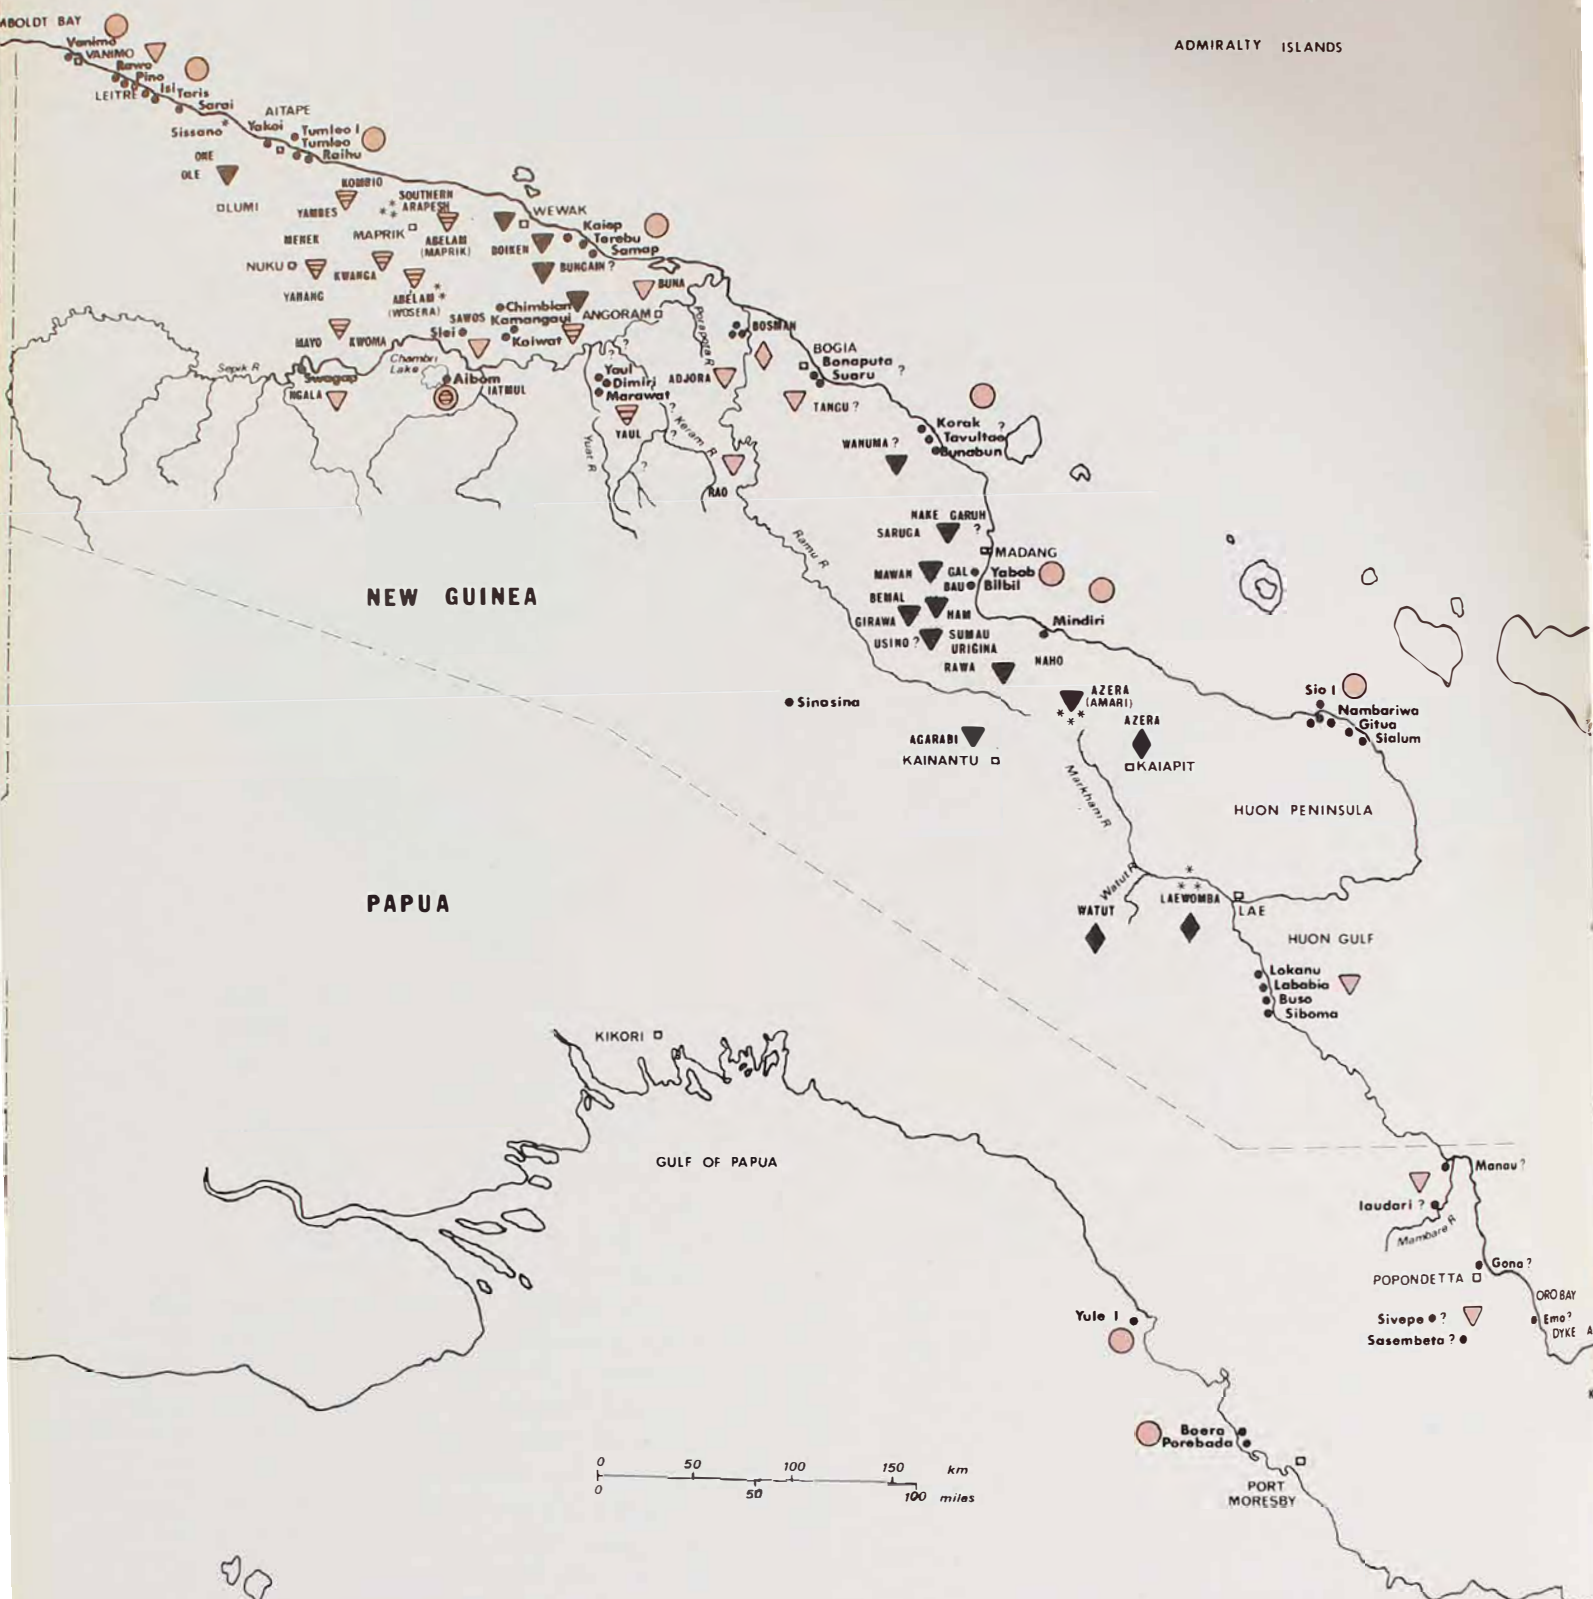 MBOLDT BAY
ADMIRALTY ISLANDS
Vanimo
VANIMO
Rawo
Pino
LEITRE
Isi
Taris
Sarai
AITAPE
Sissano *
Yakoi
Tumleo I
Tumleo
Raihu
ONE
OLE
LUMI
KOMBIO
YAMBES
SOUTHERN
ARAPESH
MAPRIK
ABELAM
(MAPRIK)
WEWAK
Kaiep
Terebu
Samap
BOIKEN
BUNGAIN ?
MEHEK
NUKU
KWANGA
YAHANG
ABELAM *
(WOSERA)
BUNA
ANGORAM
Chimbian
SAWOS
Kamangaui
Slei
Koiwat
MAYO
KWOMA
Porapora R
BOSMAN
BOGIA
Bonaputa
?
Suaru
Sepik R
Chambri
Lake
Swagap
NGALA
Aibom
IATMUL
Yaul
Dimiri
Marawat
YAUL
ADJORA
TANGU ?
Yuat R
Keram R
RAO
Korak ?
Tavultae
Bunabun
WANUMA ?
NAKE GARUH
SARUGA
?
MADANG
Ramu R
MAWAN
GAL
Yabob
BAU
Bilbil
BEMAL
HAM
GIRAWA
USINO ?
SUMAU
URIGINA
Mindiri
RAWA
NAHO
NEW GUINEA
Sinasina
AZERA
(AMARI)
AZERA
AGARABI
KAINANTU
KAIAPIT
Sio I
Nambariwa
Gitua
Sialum
Markham R
HUON PENINSULA
PAPUA
Watut R
WATUT
LAEWOMBA
LAE
HUON GULF
Lokanu
Lababia
Buso
Siboma
KIKORI
GULF OF PAPUA
Manau ?
Iaudari ?
Mambare R
Gona ?
POPONDETTA
ORO BAY
Sivepe ?
Emo ?
DYKE A
Sasembeta ?
Yule I
Boera
Porebada
PORT
MORESBY
0 50 100 150 km
0 50 100 miles